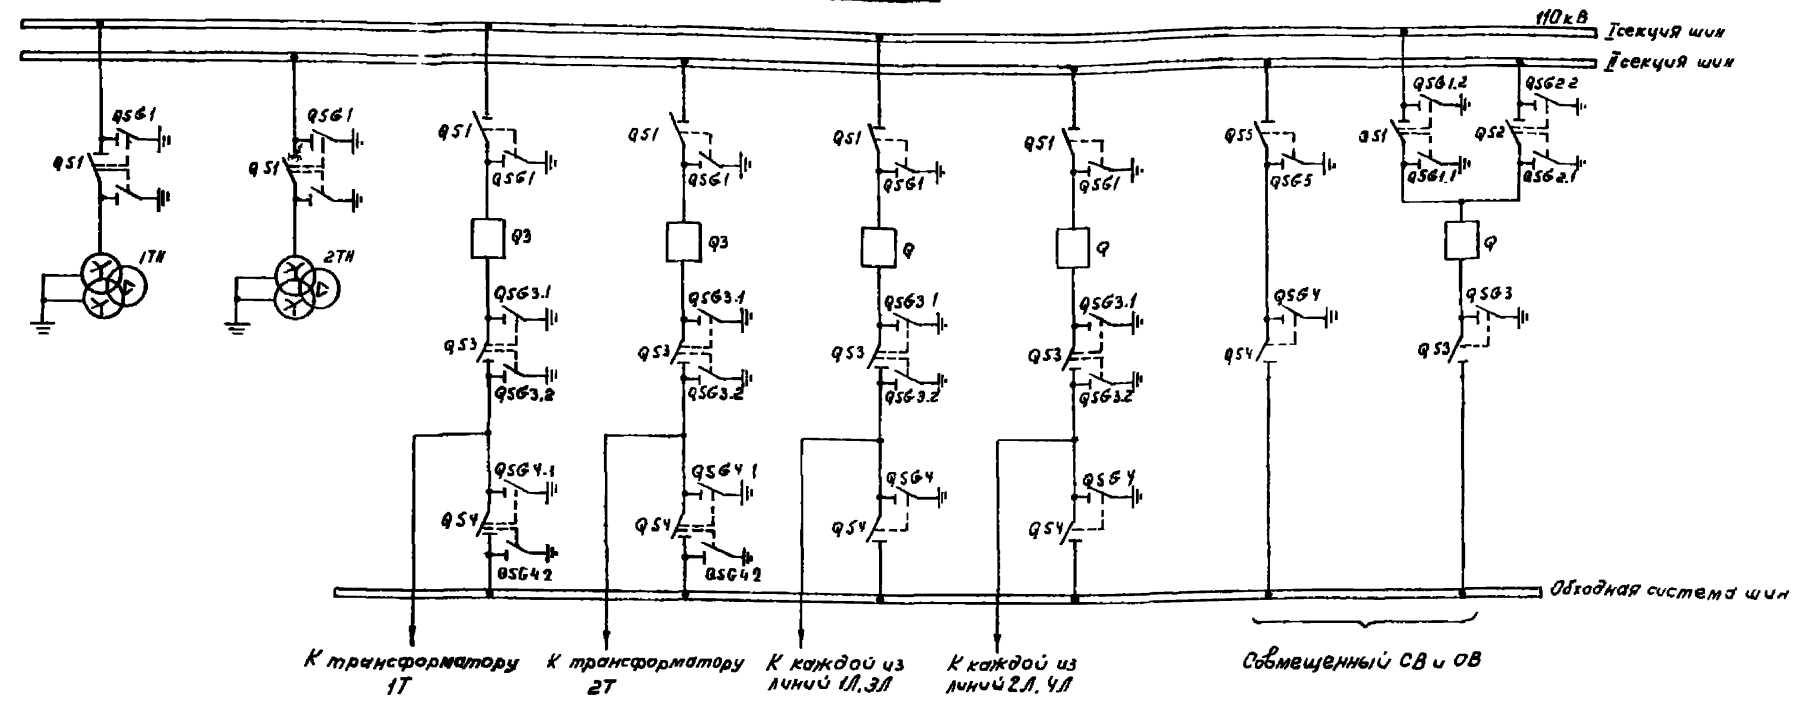 110кВ
I секция шин
II секция шин
QSG1
QS1
1ТН
QSG1
QS1
2ТН
QS1
QSG1
Q3
QSG3.1
QS3
QSG3.2
QSG4.1
QS4
QSG4 2
QS1
QSG1
Q3
QSG3.1
QS3
QSG3.2
QSG4 1
QS4
QSG4 2
QS1
QSG1
Q
QSG3 1
QS3
QSG3.2
QSG4
QS4
QS1
QSG1
Q
QSG3.1
QS3
QSG3.2
QSG4
QS4
QS5
QSG5
QSG4
QS4
QSG1.2
QS1
QSG1.1
QSG2.2
QS2
QSG2.1
Q
QSG3
QS3
Обходная система шин
К трансформатору
1Т
К трансформатору
2Т
К каждой из
линий 1Л, 3Л
К каждой из
линий 2Л, 4Л
Совмещенный СВ и ОВ